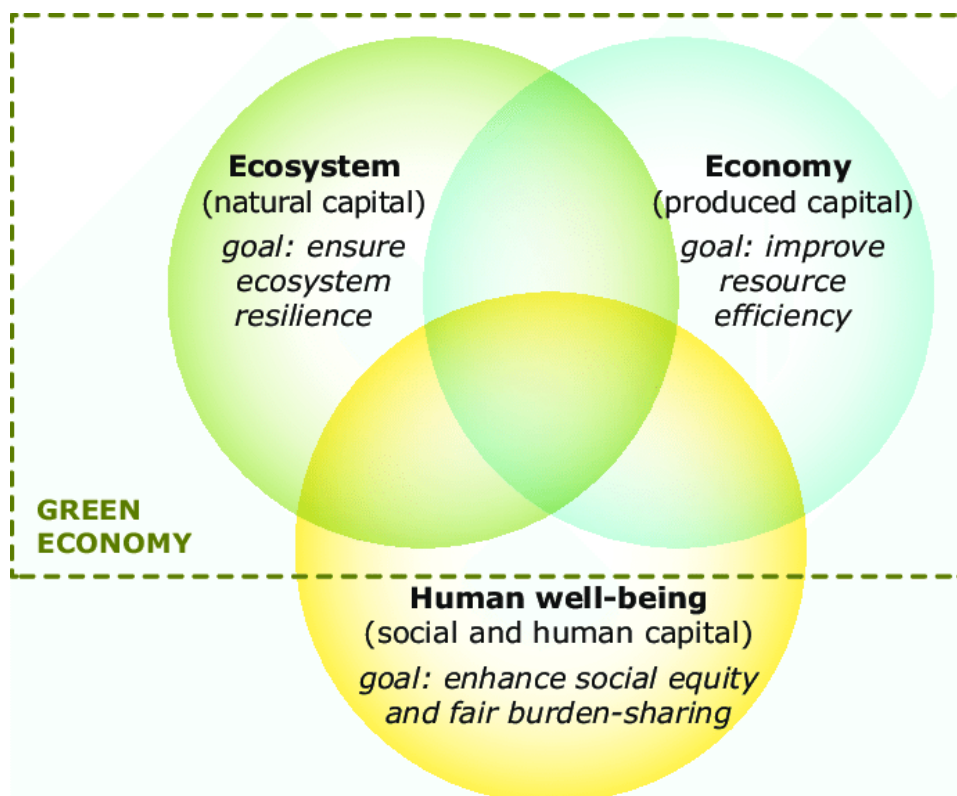 Ecosystem
(natural capital)
goal: ensure
ecosystem
resilience
Economy
(produced capital)
goal: improve
resource
efficiency
GREEN
ECONOMY
Human well-being
(social and human capital)
goal: enhance social equity
and fair burden-sharing